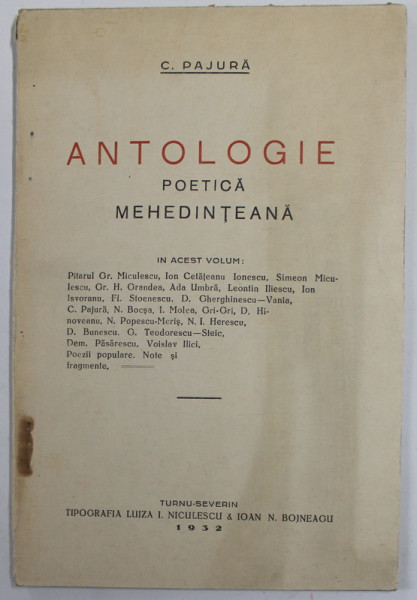 C. PAJURĂ
ANTOLOGIE
POETICĂ
MEHEDINȚEANĂ
IN ACEST VOLUM:
Pitarul Gr. Miculescu, Ion Cetățeanu Ionescu, Simeon Micu-
lescu, Gr. H. Grandea, Ada Umbră, Leontin Iliescu, Ion
Isvoranu, Fl. Stoenescu, D. Gherghinescu—Vania,
C. Pajură, N. Bocșa, I. Molea, Gri-Gri, D. Hi-
noveanu, N. Popescu-Meriș, N. I. Herescu,
D. Bunescu, G. Teodorescu—Steic,
Dem. Păsărescu, Voislav Ilici,
Poezii populare. Note și
fragmente,
TURNU-SEVERIN
TIPOGRAFIA LUIZA I. NICULESCU & IOAN N. BOJNEAGU
1932